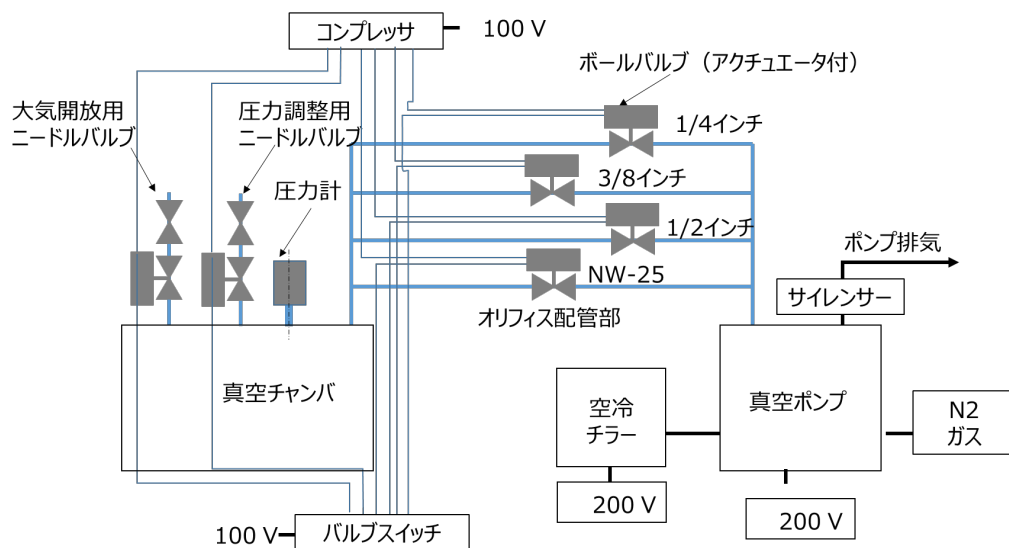 コンプレッサ
100 V
ボールバルブ（アクチュエータ付）
大気開放用
ニードルバルブ
圧力調整用
ニードルバルブ
1/4インチ
圧力計
3/8インチ
1/2インチ
ポンプ排気
NW-25
サイレンサー
オリフィス配管部
真空チャンバ
空冷
チラー
真空ポンプ
N2
ガス
200 V
200 V
100 V
バルブスイッチ